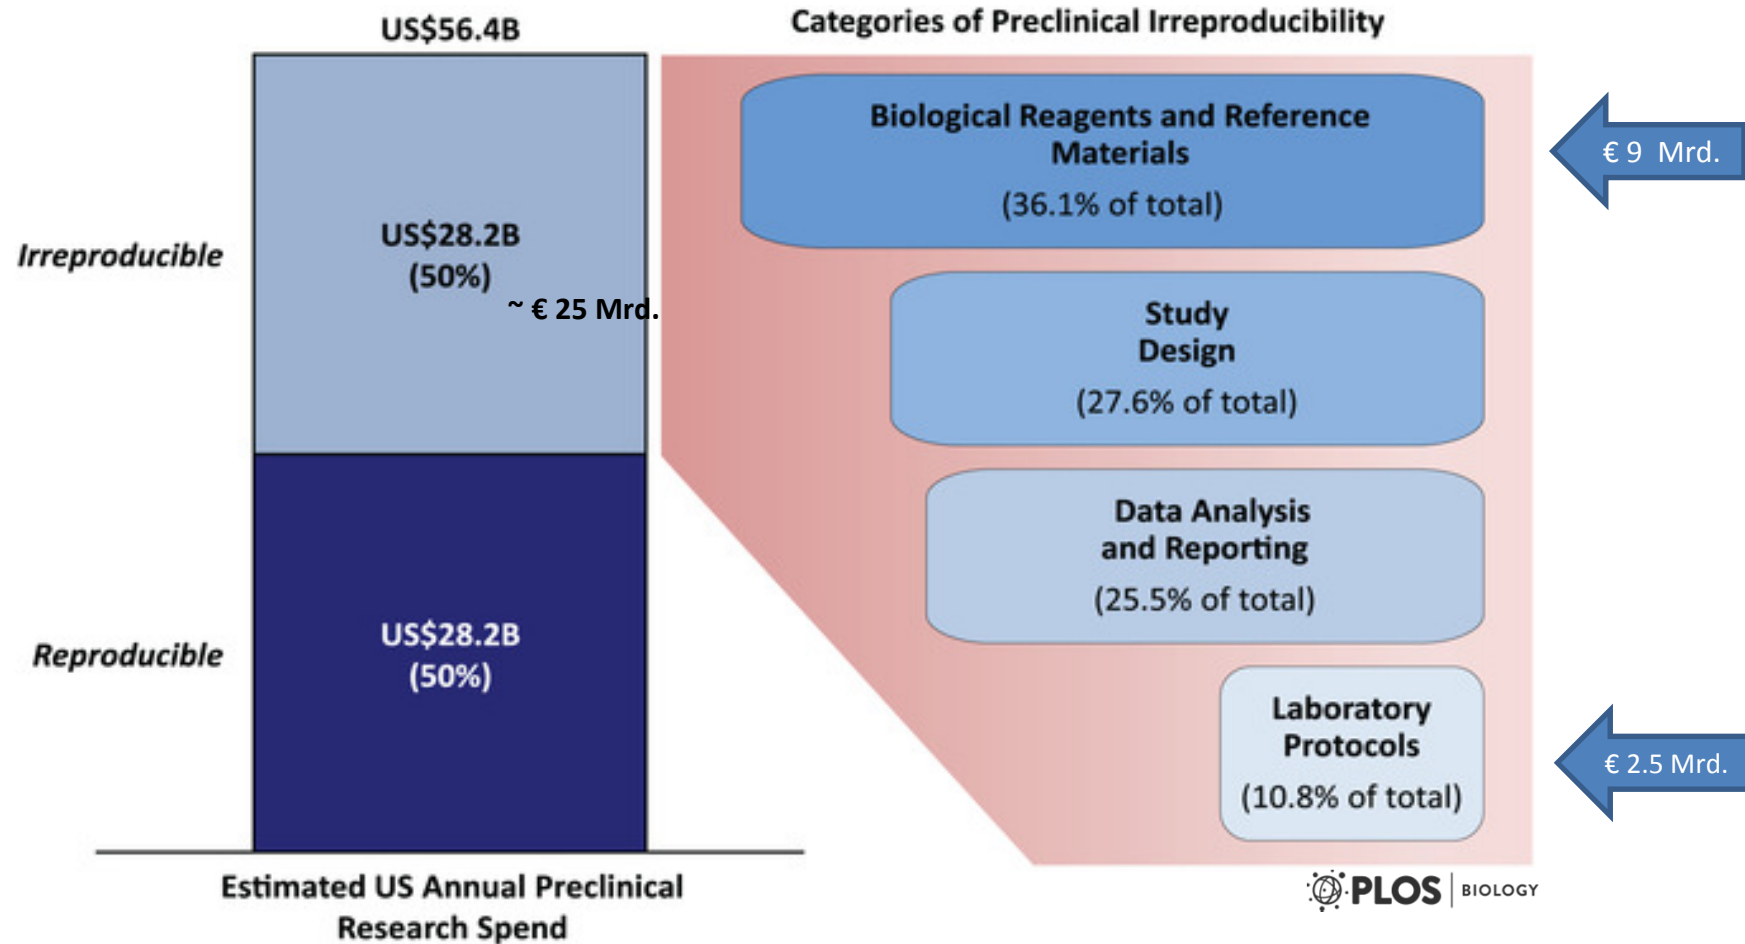 US$56.4B
Categories of Preclinical Irreproducibility
Irreproducible
US$28.2B
(50%)
~ € 25 Mrd.
Reproducible
US$28.2B
(50%)
Estimated US Annual Preclinical
Research Spend
Biological Reagents and Reference
Materials
(36.1% of total)
€ 9 Mrd.
Study
Design
(27.6% of total)
Data Analysis
and Reporting
(25.5% of total)
Laboratory
Protocols
(10.8% of total)
€ 2.5 Mrd.
PLOS | BIOLOGY